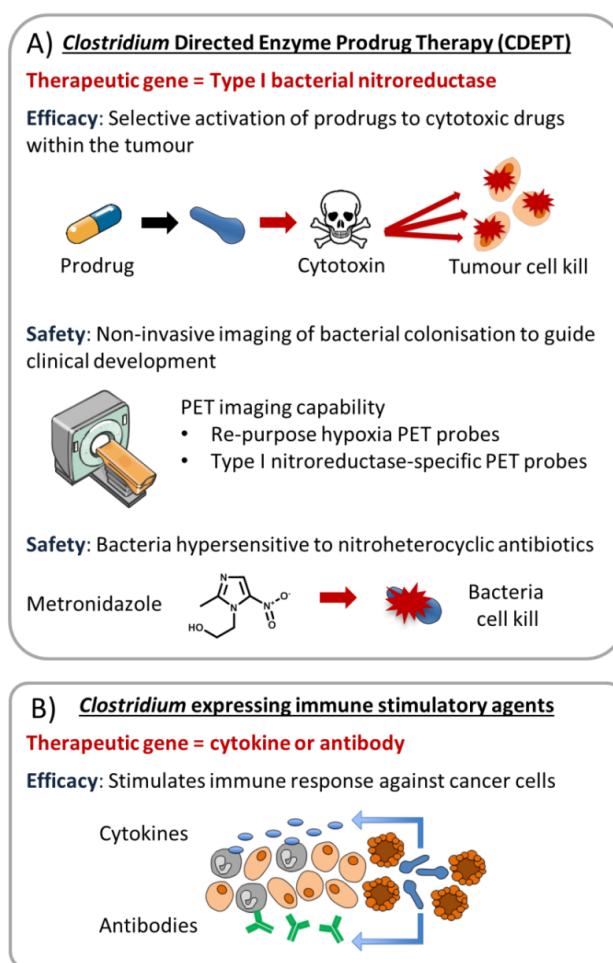 A) Clostridium Directed Enzyme Prodrug Therapy (CDEPT)
Therapeutic gene = Type I bacterial nitroreductase
Efficacy: Selective activation of prodrugs to cytotoxic drugs
within the tumour
Prodrug
Cytotoxin
Tumour cell kill
Safety: Non-invasive imaging of bacterial colonisation to guide
clinical development
PET imaging capability
• Re-purpose hypoxia PET probes
• Type I nitroreductase-specific PET probes
Safety: Bacteria hypersensitive to nitroheterocyclic antibiotics
Metronidazole
N
N
N+
O-
O
HO
Bacteria
cell kill
B) Clostridium expressing immune stimulatory agents
Therapeutic gene = cytokine or antibody
Efficacy: Stimulates immune response against cancer cells
Cytokines
Antibodies